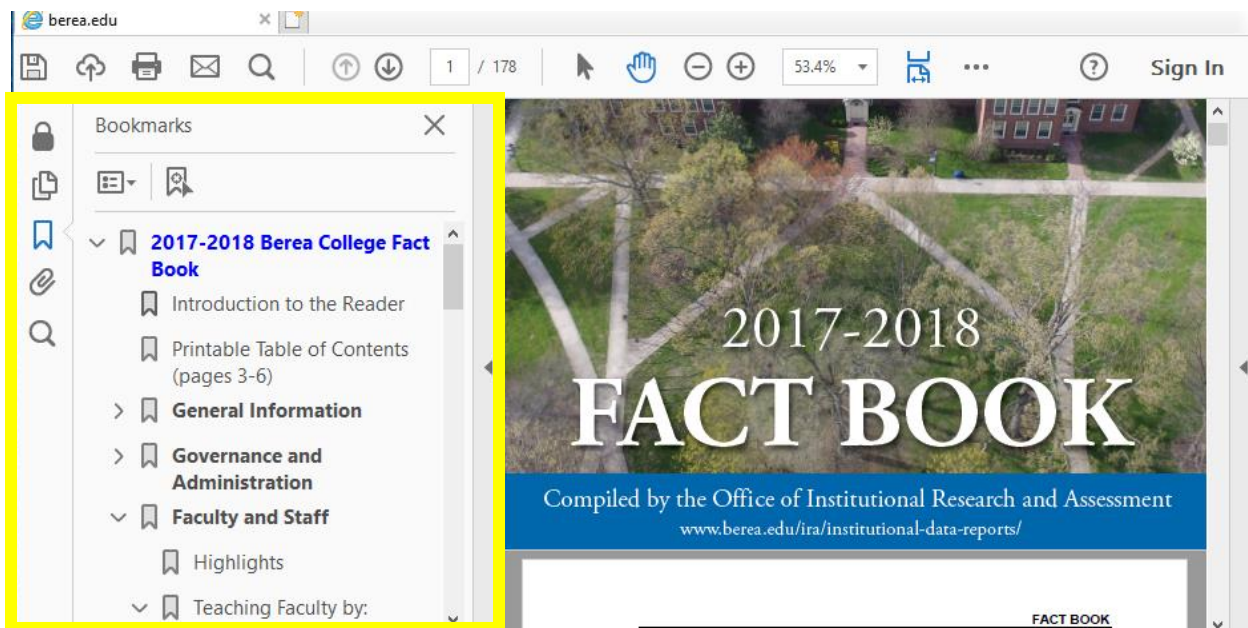 berea.edu
1 / 178
53.4%
Sign In
Bookmarks
2017-2018 Berea College Fact
Book
Introduction to the Reader
Printable Table of Contents
(pages 3-6)
General Information
Governance and
Administration
Faculty and Staff
Highlights
Teaching Faculty by:
2017-2018
FACT BOOK
Compiled by the Office of Institutional Research and Assessment
www.berea.edu/ira/institutional-data-reports/
FACT BOOK